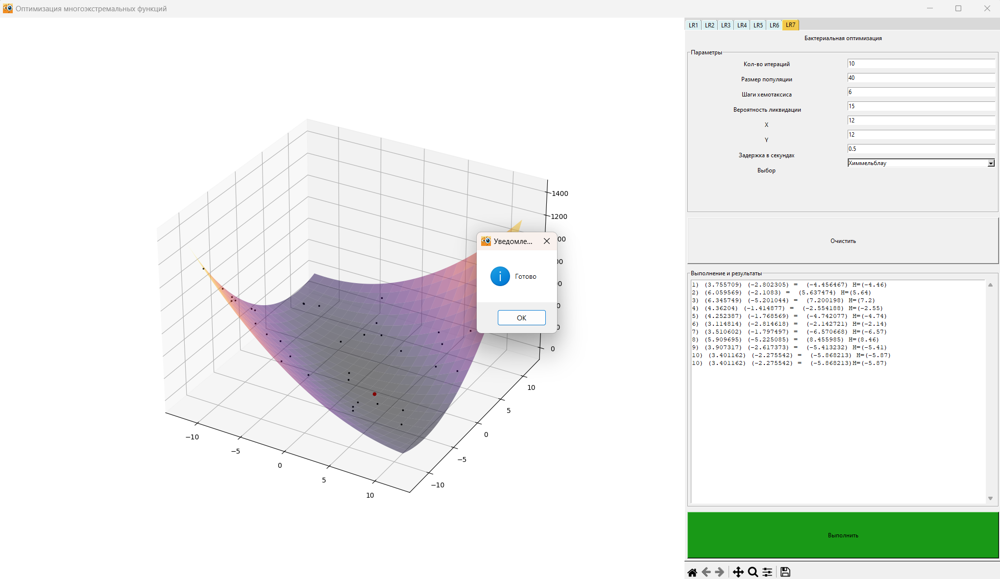 Оптимизация многоэкстремальных функций
LR1 LR2 LR3 LR4 LR5 LR6 LR7
Бактериальная оптимизация
Параметры
Кол-во итераций 10
Размер популяции 40
Шаги хемотаксиса 6
Вероятность ликвидации 15
X 12
Y 12
Задержка в секундах 0.5
Выбор Химмельблау
Очистить
Выполнение и результаты
1) (3.755709) (-2.802305) = (-4.456467) H=(-4.46)
2) (6.059569) (-2.1083) = (5.637474) H=(5.64)
3) (6.345749) (-5.201044) = (7.200198) H=(7.2)
4) (4.36204) (-1.414877) = (-2.554188) H=(-2.55)
5) (4.252387) (-1.768569) = (-4.742077) H=(-4.74)
6) (3.114814) (-2.814618) = (-2.142721) H=(-2.14)
7) (3.510602) (-1.797497) = (-6.570668) H=(-6.57)
8) (5.909695) (-5.225085) = (8.455985) H=(8.46)
9) (3.907317) (-2.617373) = (-5.413232) H=(-5.41)
10) (3.401162) (-2.275542) = (-5.868213) H=(-5.87)
10) (3.401162) (-2.275542) = (-5.868213)H=(-5.87)
Выполнить
1400
1200
00
00
00
0
0
0
10
5
0
−5
−10
−10
−5
0
5
10
Уведомле...
Готово
OK